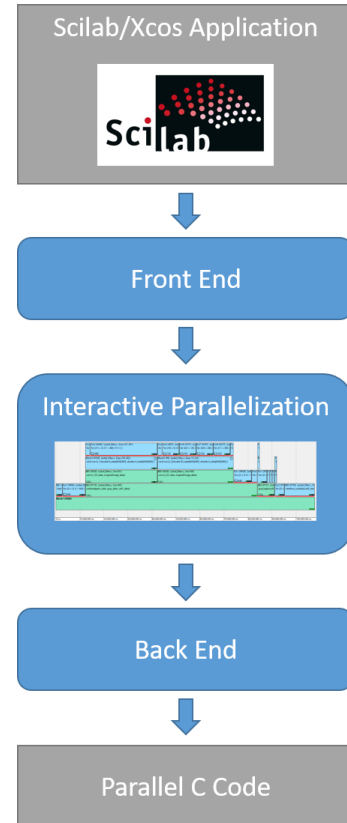 Scilab/Xcos Application
Scilab
Front End
Interactive Parallelization
Back End
Parallel C Code